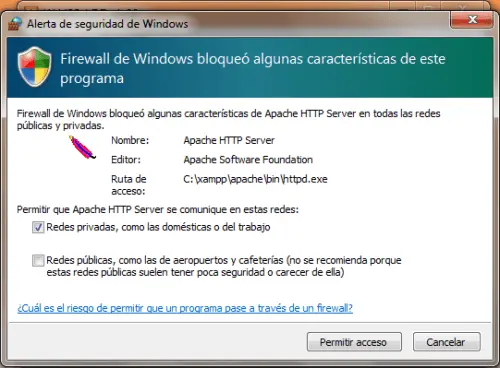 Alerta de seguridad de Windows
Firewall de Windows bloqueó algunas características de este
programa
Firewall de Windows bloqueó algunas características de Apache HTTP Server en todas las redes
públicas y privadas.
Nombre: Apache HTTP Server
Editor: Apache Software Foundation
Ruta de
acceso: C:\xampp\apache\bin\httpd.exe
Permitir que Apache HTTP Server se comunique en estas redes:
Redes privadas, como las domésticas o del trabajo
Redes públicas, como las de aeropuertos y cafeterías (no se recomienda porque
estas redes públicas suelen tener poca seguridad o carecer de ella)
¿Cuál es el riesgo de permitir que un programa pase a través de un firewall?
Permitir acceso Cancelar